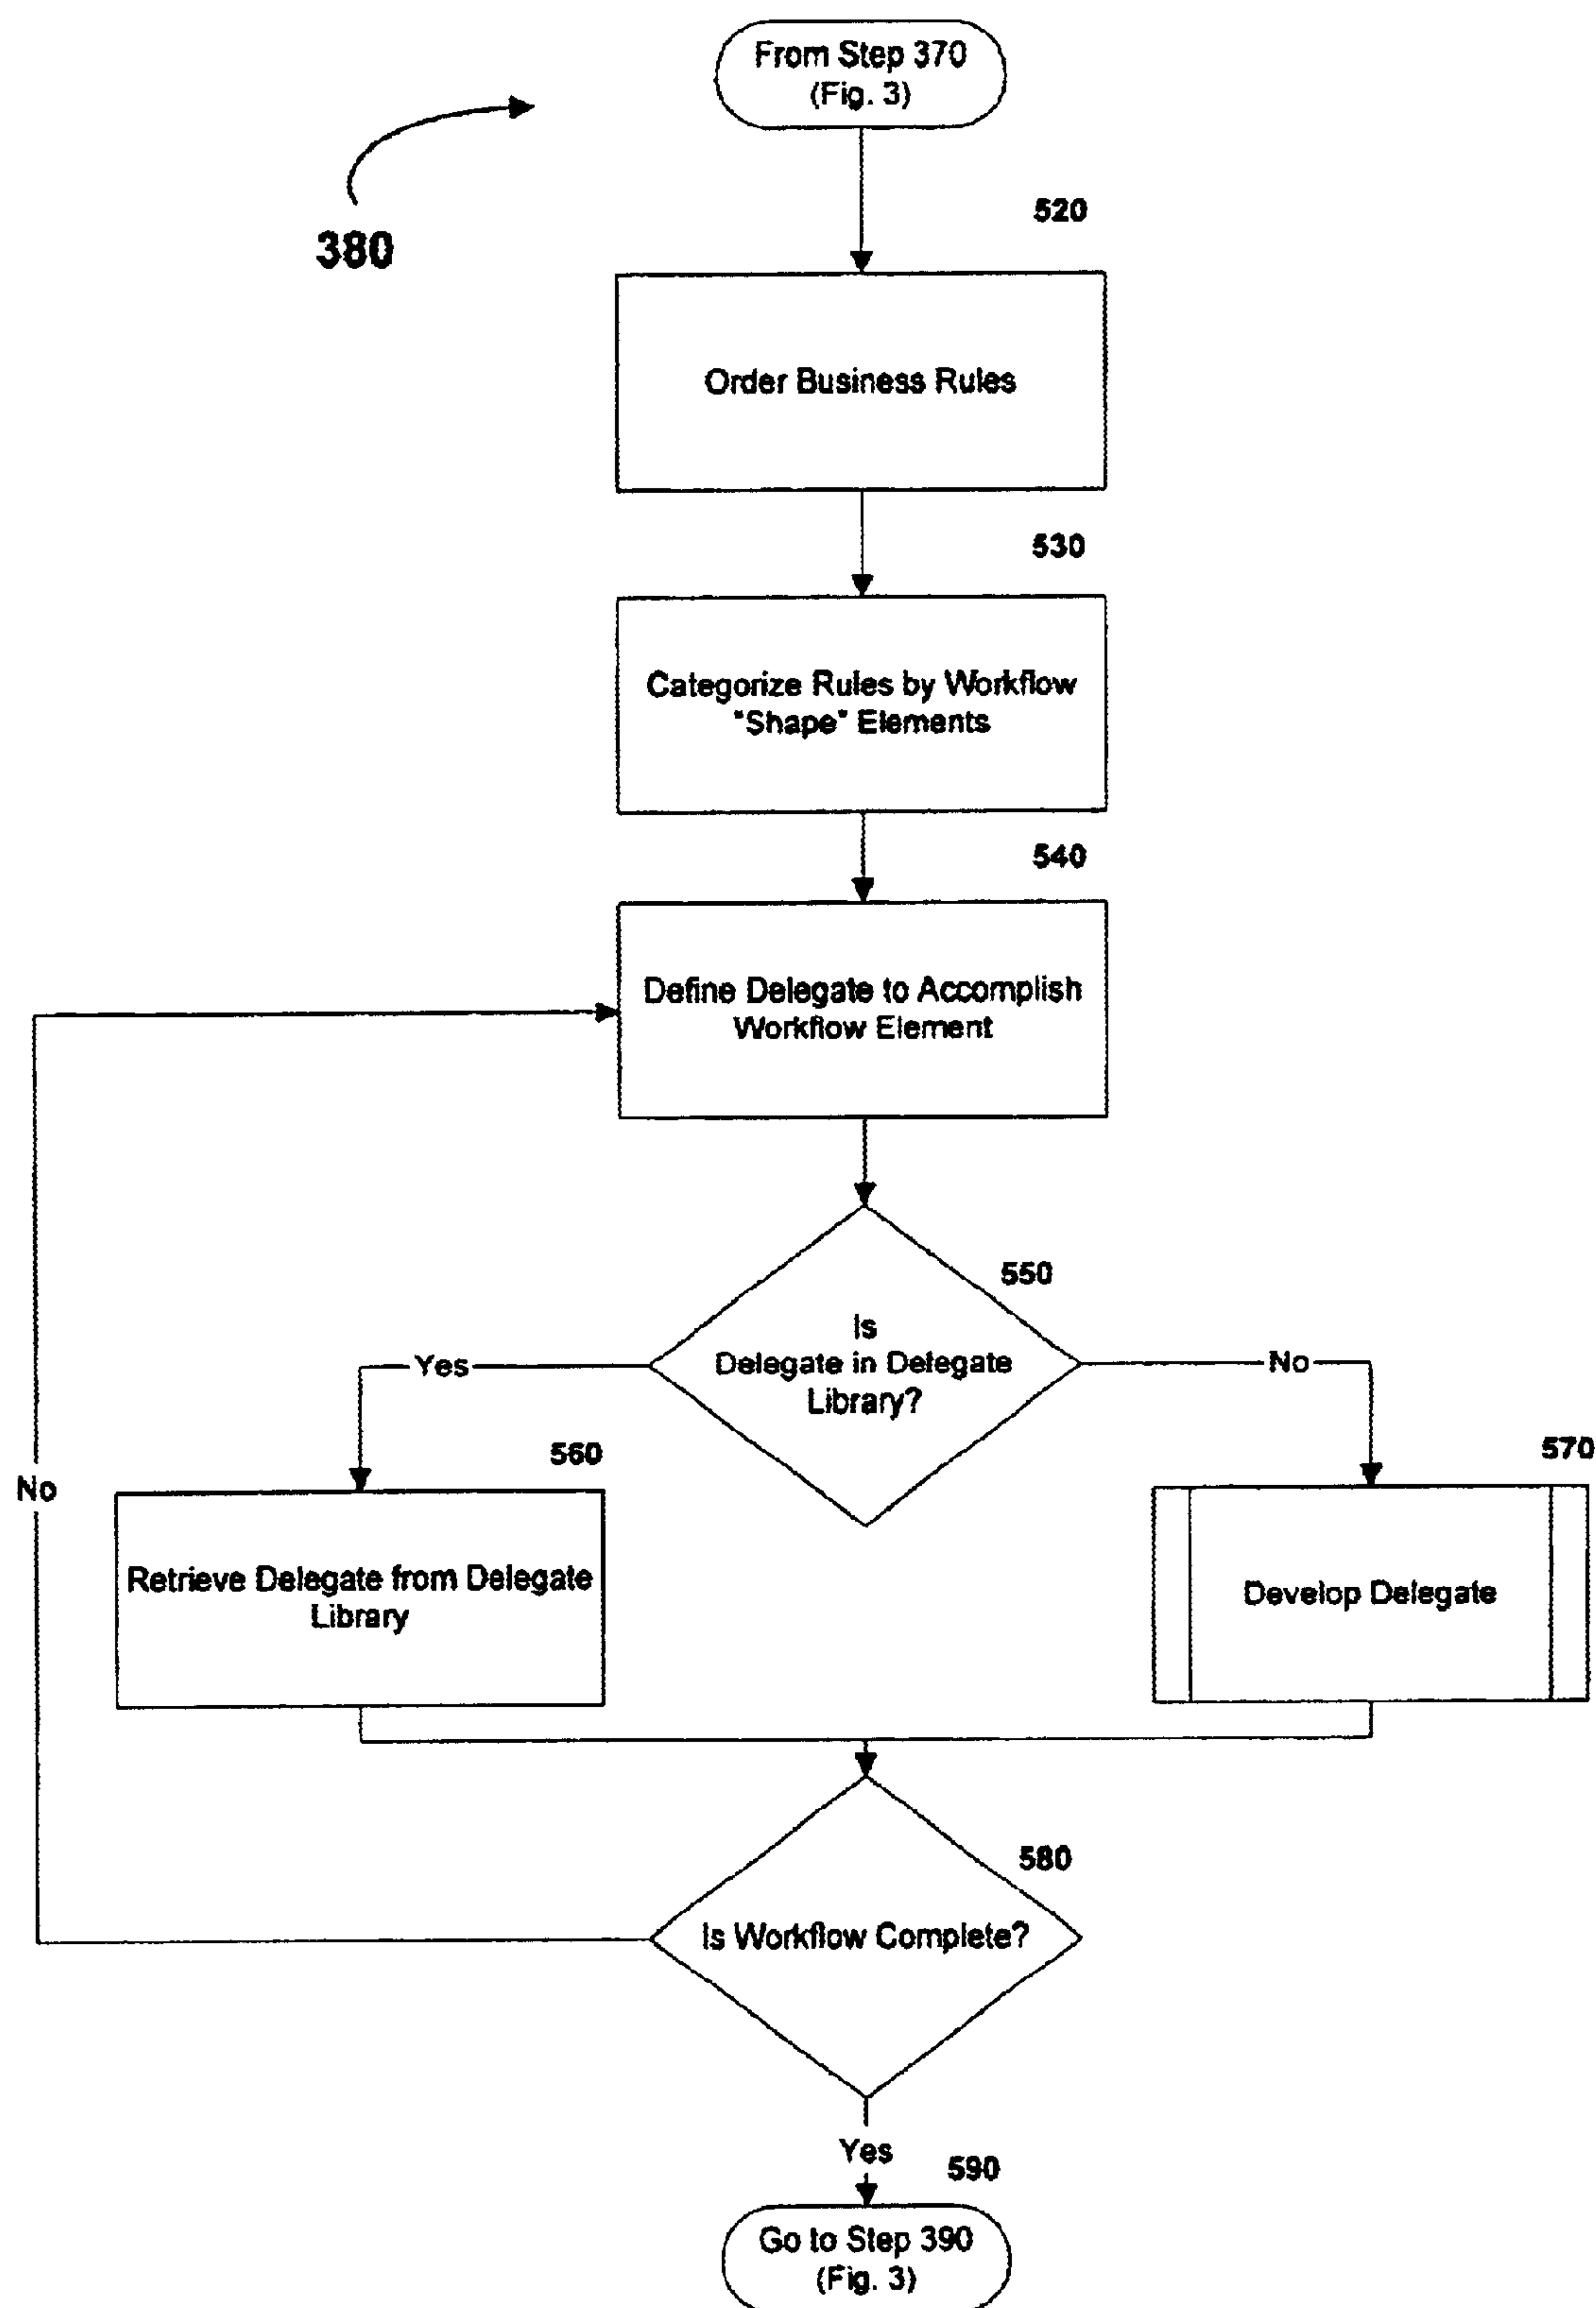 From Step 370
(Fig. 3)
380
520
Order Business Rules
530
Categorize Rules by Workflow
"Shape" Elements
540
Define Delegate to Accomplish
Workflow Element
550
Is
Delegate in Delegate
Library?
Yes
No
560
570
No
Retrieve Delegate from Delegate
Library
Develop Delegate
580
Is Workflow Complete?
Yes
590
Go to Step 390
(Fig. 3)